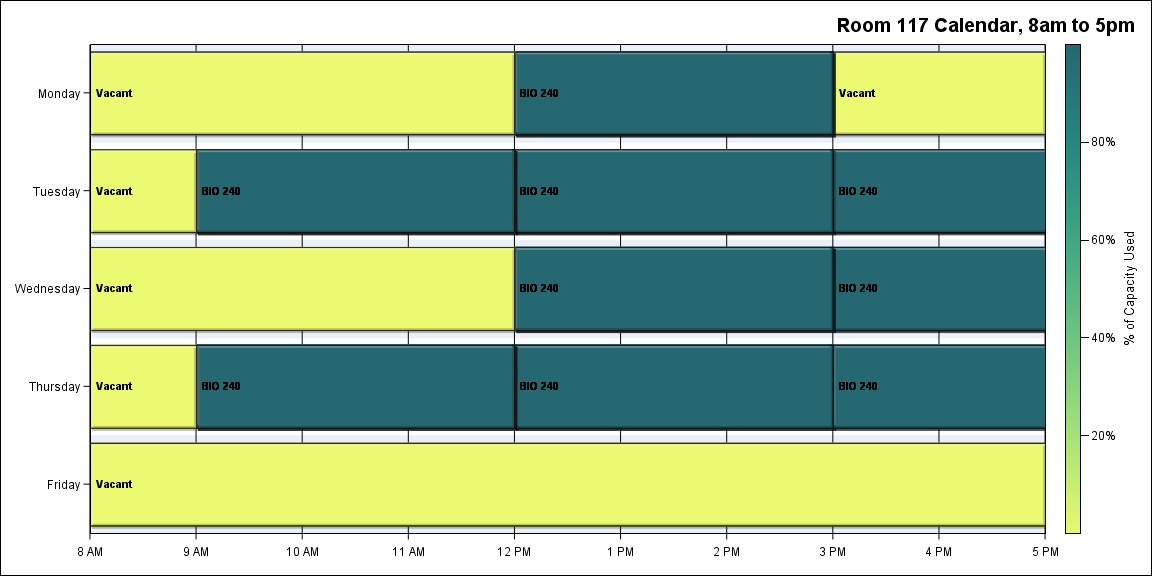 Room 117 Calendar, 8am to 5pm
Monday
Vacant
BIO 240
Vacant
Tuesday
Vacant
BIO 240
BIO 240
BIO 240
Wednesday
Vacant
BIO 240
BIO 240
Thursday
Vacant
BIO 240
BIO 240
BIO 240
Friday
Vacant
8 AM
9 AM
10 AM
11 AM
12 PM
1 PM
2 PM
3 PM
4 PM
5 PM
80%
60%
40%
20%
% of Capacity Used